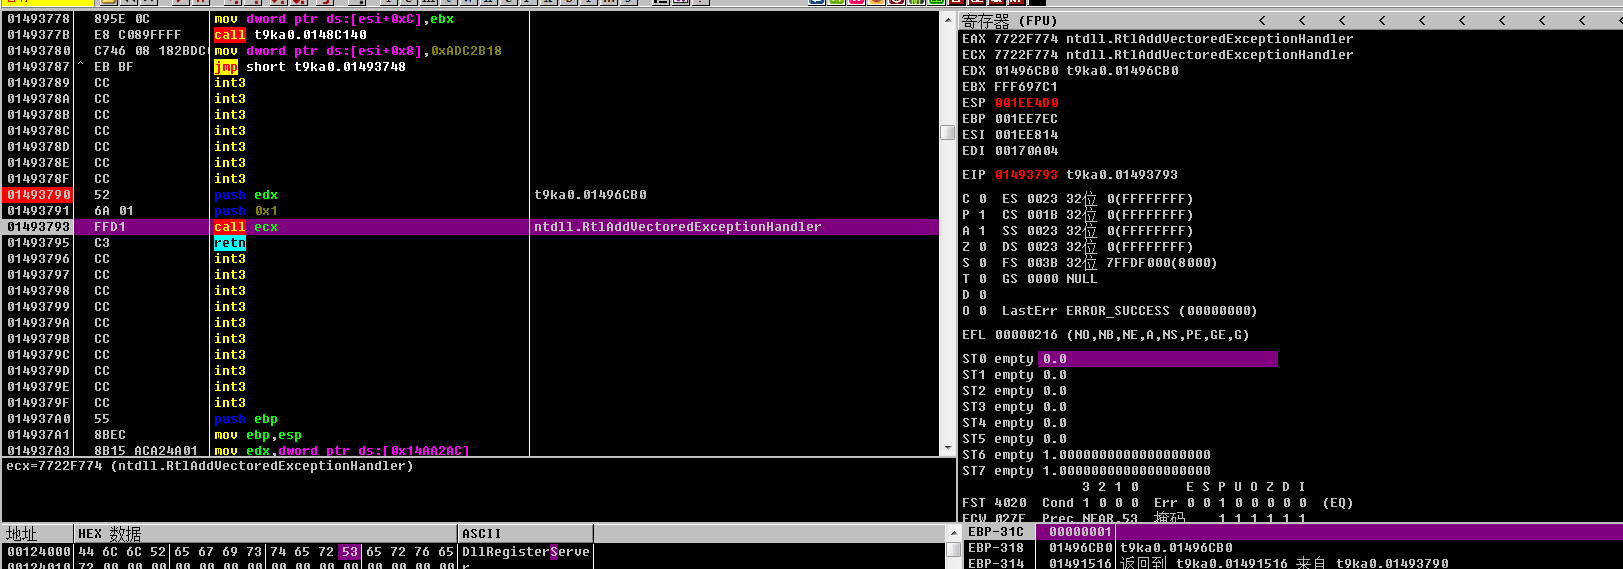 01493778 895E 0C mov dword ptr ds:[esi+0xC],ebx
0149377B E8 C089FFFF call t9ka0.0148C140
01493780 C746 08 182BDC mov dword ptr ds:[esi+0x8],0xADC2B18
01493787 ^ EB BF jmp short t9ka0.01493748
01493789 CC int3
0149378A CC int3
0149378B CC int3
0149378C CC int3
0149378D CC int3
0149378E CC int3
0149378F CC int3
01493790 52 push edx t9ka0.01496CB0
01493791 6A 01 push 0x1
01493793 FFD1 call ecx ntdll.RtlAddVectoredExceptionHandler
01493795 C3 retn
01493796 CC int3
01493797 CC int3
01493798 CC int3
01493799 CC int3
0149379A CC int3
0149379B CC int3
0149379C CC int3
0149379D CC int3
0149379E CC int3
0149379F CC int3
014937A0 55 push ebp
014937A1 8BEC mov ebp,esp
014937A3 8B15 ACA24A01 mov edx,dword ptr ds:[0x14AA2AC]
ecx=7722F774 (ntdll.RtlAddVectoredExceptionHandler)
寄存器 (FPU) < < < < < < < < < <
EAX 7722F774 ntdll.RtlAddVectoredExceptionHandler
ECX 7722F774 ntdll.RtlAddVectoredExceptionHandler
EDX 01496CB0 t9ka0.01496CB0
EBX FFF697C1
ESP 001EE4D0
EBP 001EE7EC
ESI 001EE814
EDI 00170A04
EIP 01493793 t9ka0.01493793
C 0 ES 0023 32位 0(FFFFFFFF)
P 1 CS 001B 32位 0(FFFFFFFF)
A 1 SS 0023 32位 0(FFFFFFFF)
Z 0 DS 0023 32位 0(FFFFFFFF)
S 0 FS 003B 32位 7FFDF000(8000)
T 0 GS 0000 NULL
D 0
O 0 LastErr ERROR_SUCCESS (00000000)
EFL 00000216 (NO,NB,NE,A,NS,PE,GE,G)
ST0 empty 0.0
ST1 empty 0.0
ST2 empty 0.0
ST3 empty 0.0
ST4 empty 0.0
ST5 empty 0.0
ST6 empty 1.0000000000000000000
ST7 empty 1.0000000000000000000
3 2 1 0 E S P U O Z D I
FST 4020 Cond 1 0 0 0 Err 0 0 1 0 0 0 0 0 (EQ)
FCW 027F Prec NEAR,53 掩码 1 1 1 1 1 1
地址 HEX 数据 ASCII
00124000 44 6C 6C 52 65 67 69 73 74 65 72 53 65 72 76 65 DllRegisterServe
00124010 72 00 00 00 00 00 00 00 00 00 00 00 00 00 00 00 r
EBP-31C 00000001
EBP-318 01496CB0 t9ka0.01496CB0
EBP-314 01491516 返回到 t9ka0.01491516 来自 t9ka0.01493790